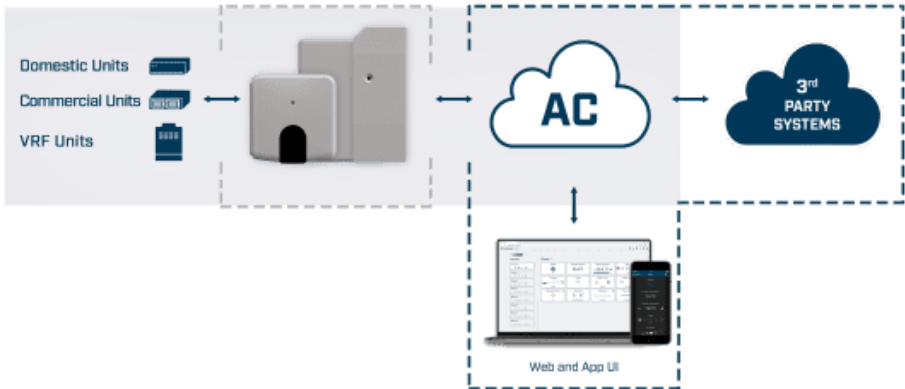 Domestic Units
Commercial Units
VRF Units
AC
3rd
PARTY
SYSTEMS
Web and App UI